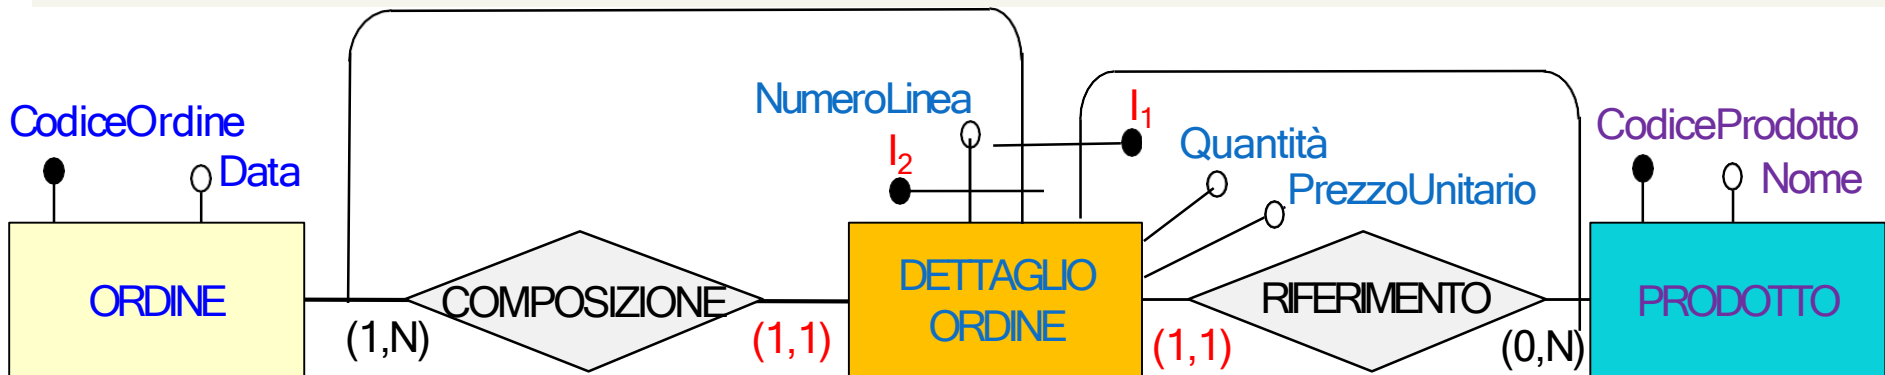 CodiceOrdine
Data
ORDINE
(1,N)
COMPOSIZIONE
(1,1)
NumeroLinea
I2
I1
Quantità
PrezzoUnitario
DETTAGLIO
ORDINE
(1,1)
RIFERIMENTO
(0,N)
CodiceProdotto
Nome
PRODOTTO